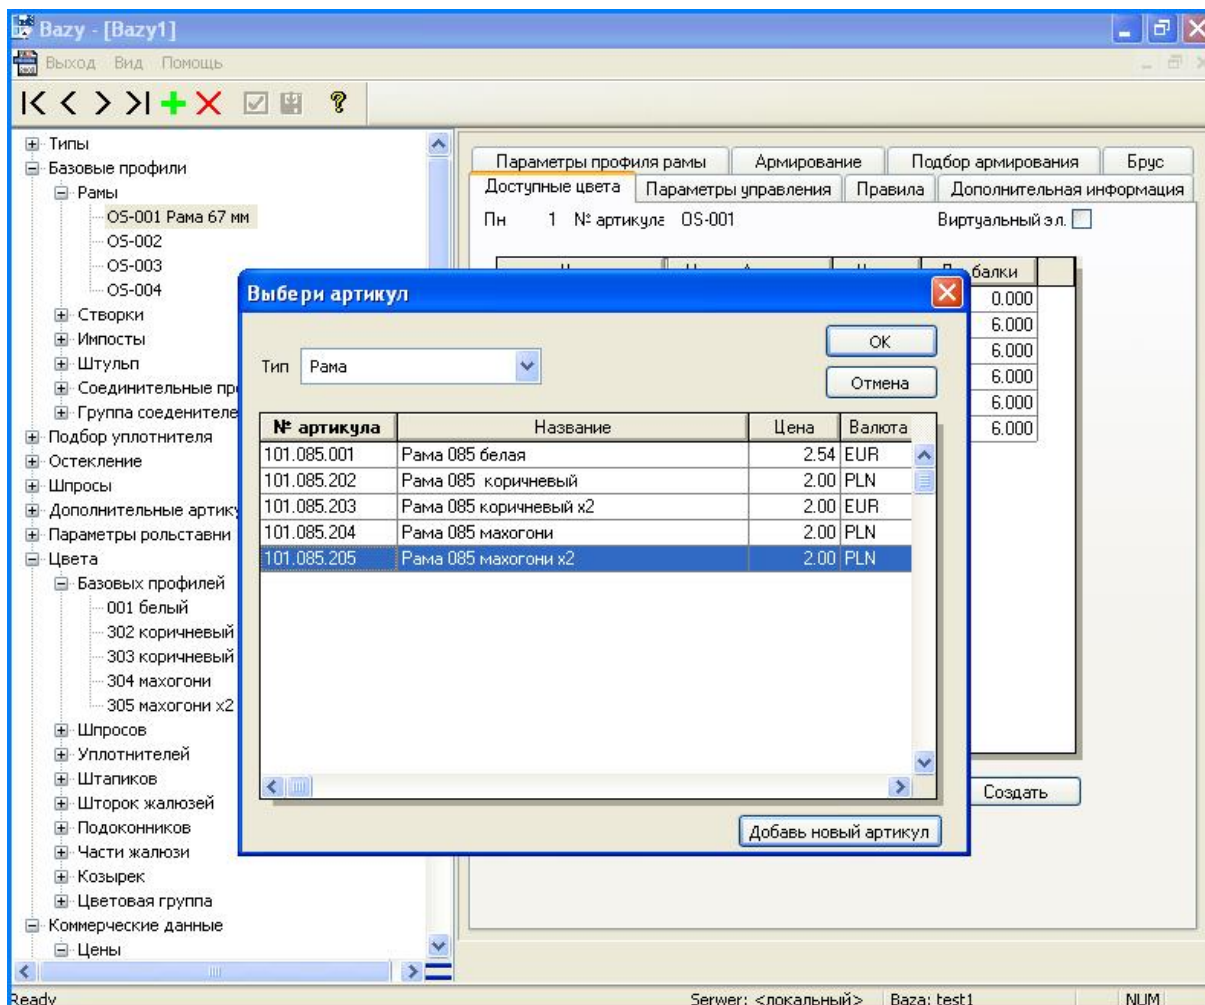 Bazy - [Bazy1]
Выход Вид Помощь
Типы
Базовые профили
Рамы
OS-001 Рама 67 мм
OS-002
OS-003
OS-004
Створки
Импосты
Штульп
Соединительные пр
Группа соеденителе
Подбор уплотнителя
Остекление
Шпросы
Дополнительные артик
Параметры рольставни
Цвета
Базовых профилей
001 белый
302 коричневый
303 коричневый
304 махогони
305 махогони x2
Шпросов
Уплотнителей
Штапиков
Шторок жалюзей
Подоконников
Части жалюзи
Козырек
Цветовая группа
Коммерческие данные
Цены
Параметры профиля рамы Армирование Подбор армирования Брус
Доступные цвета Параметры управления Правила Дополнительная информация
Пн 1 № артикула OS-001 Виртуальный эл.
балки
0.000
6.000
6.000
6.000
6.000
6.000
Создать
Выбери артикул
OK
Тип Рама
Отмена
№ артикула Название Цена Валюта
101.085.001 Рама 085 белая 2.54 EUR
101.085.202 Рама 085 коричневый 2.00 PLN
101.085.203 Рама 085 коричневый x2 2.00 EUR
101.085.204 Рама 085 махогони 2.00 PLN
101.085.205 Рама 085 махогони x2 2.00 PLN
Добавь новый артикул
Ready Serwer: <локальный> Baza: test1 NUM